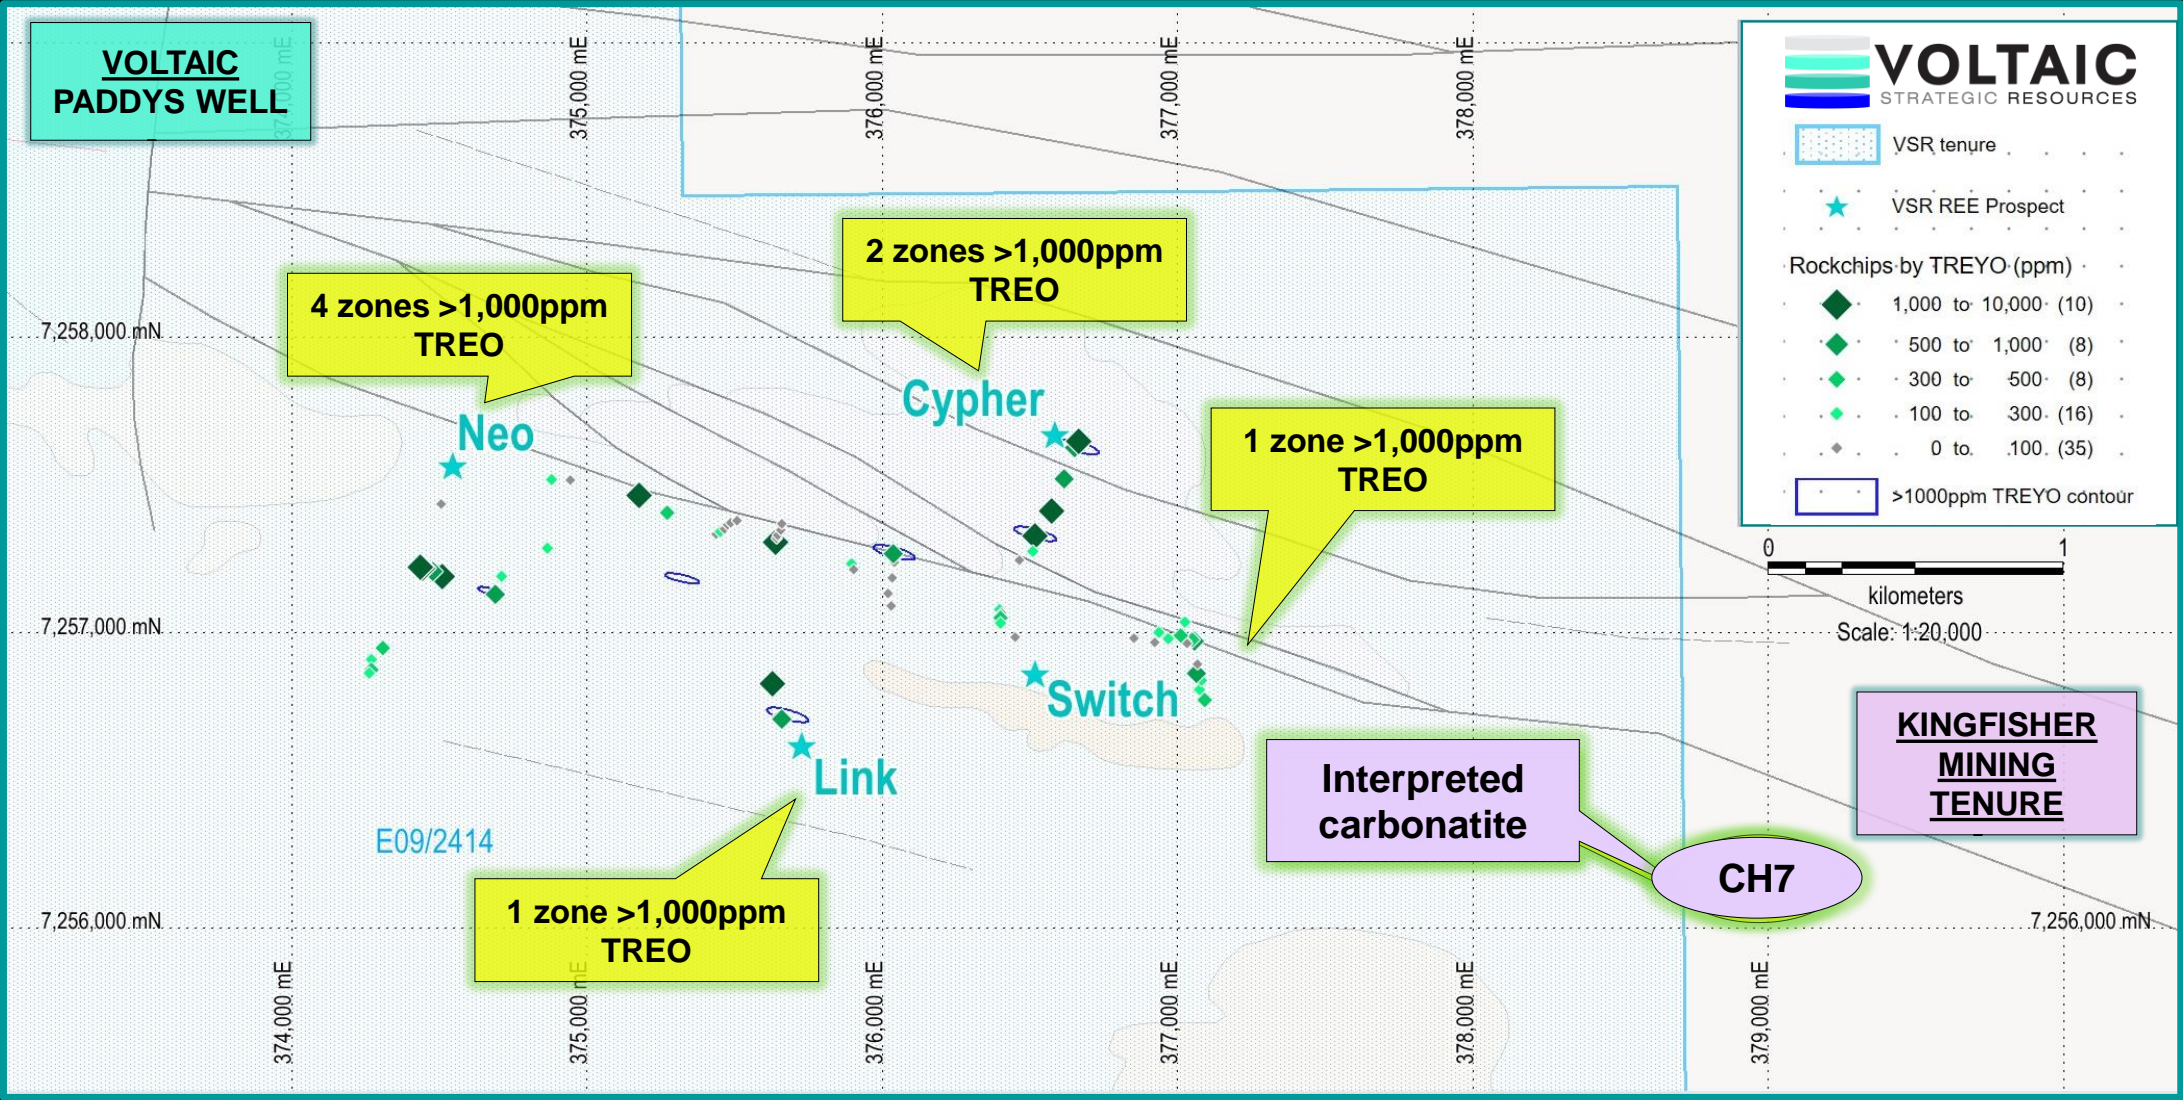 VOLTAIC
PADDYS WELL
374,000 mE
375,000 mE
376,000 mE
377,000 mE
378,000 mE
VOLTAIC
STRATEGIC RESOURCES
VSR tenure
VSR REE Prospect
Rockchips by TREYO (ppm)
1,000 to 10,000 (10)
500 to 1,000 (8)
300 to 500 (8)
100 to 300 (16)
0 to 100 (35)
>1000ppm TREYO contour
2 zones >1,000ppm
TREO
4 zones >1,000ppm
TREO
7,258,000 mN
Cypher
Neo
1 zone >1,000ppm
TREO
0 1
kilometers
Scale: 1:20,000
7,257,000 mN
Switch
Link
KINGFISHER
MINING
TENURE
Interpreted
carbonatite
CH7
E09/2414
1 zone >1,000ppm
TREO
7,256,000 mN
7,256,000 mN
374,000 mE
375,000 mE
376,000 mE
377,000 mE
378,000 mE
379,000 mE